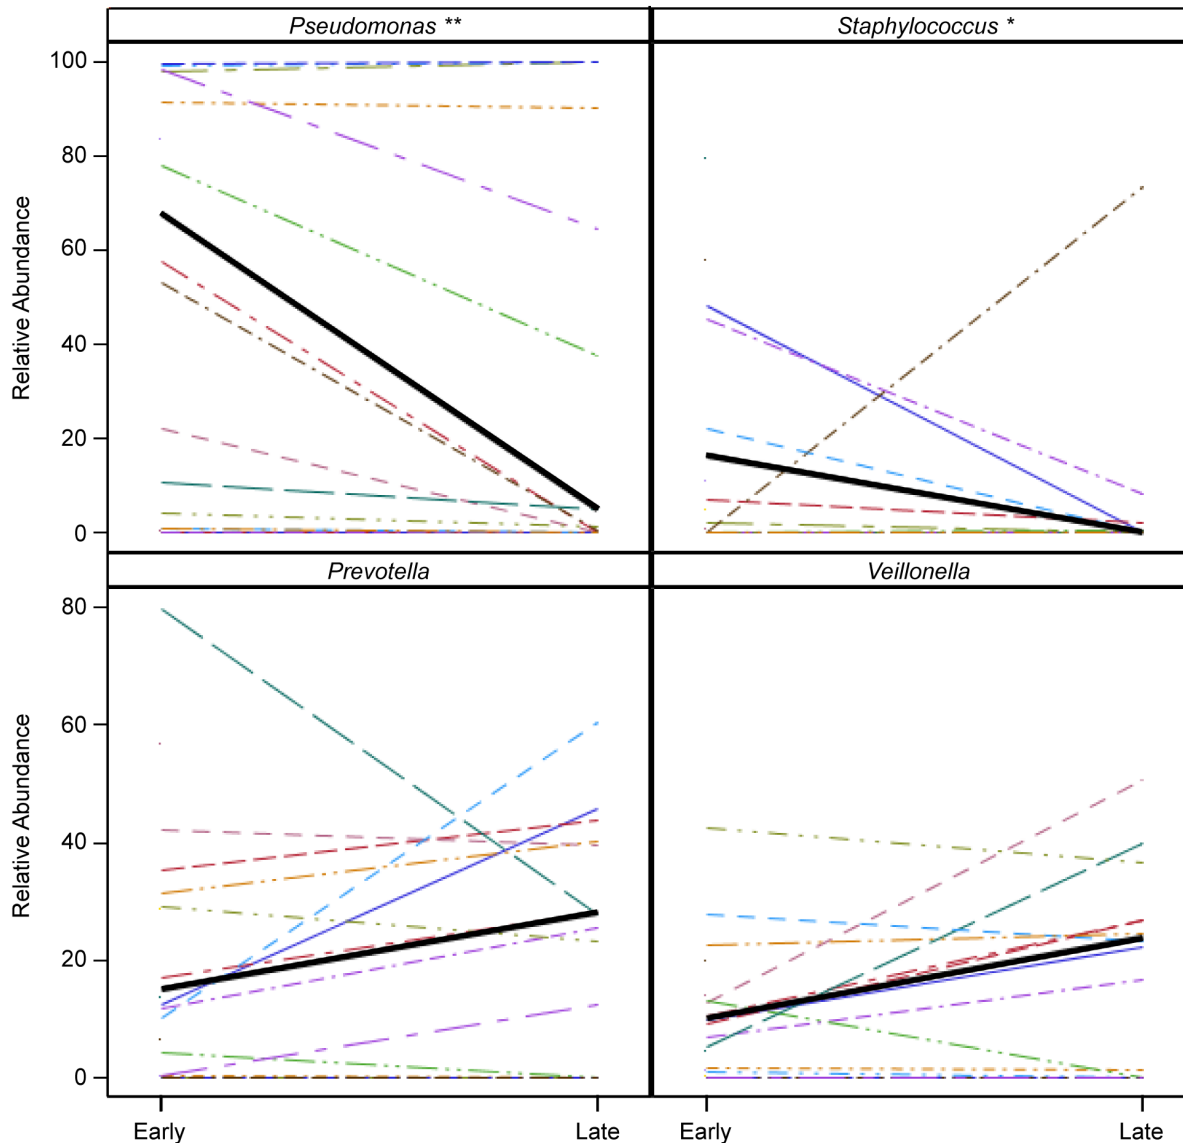 Pseudomonas **
Staphylococcus *
Relative Abundance
100
80
60
40
20
0
Prevotella
Veillonella
Relative Abundance
80
60
40
20
0
Early
Late
Early
Late